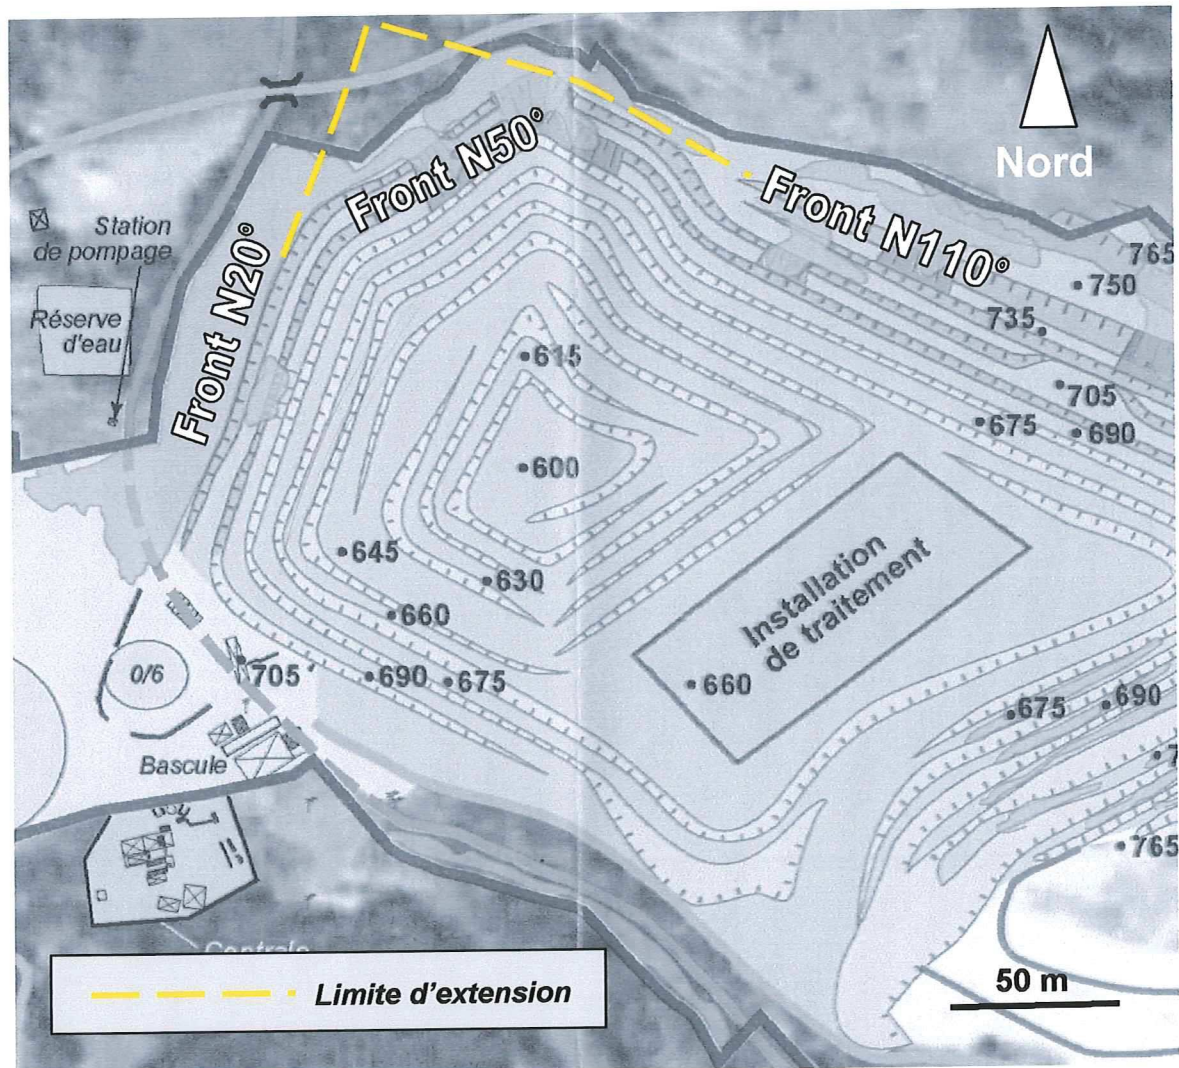 Nord
Front N50°
Front N110°
Front N20°
Station
de pompage
Réserve
d'eau
765
750
735
705
675
690
615
600
645
630
660
690
675
705
0/6
Bascule
Installation
de traitement
660
675
690
765
Centrale
50 m
Limite d'extension